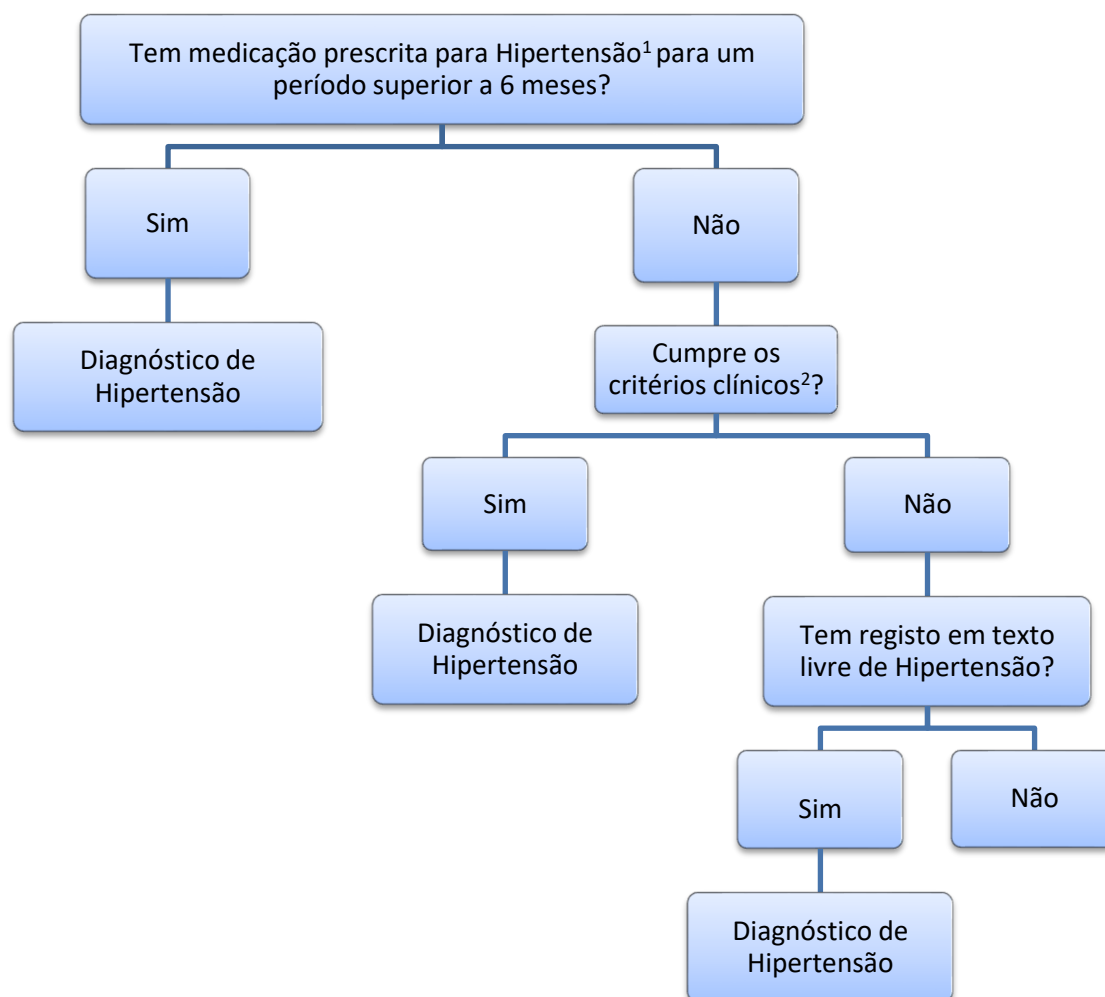 Tem medicação prescrita para Hipertensão¹ para um
período superior a 6 meses?
Sim
Não
Diagnóstico de
Hipertensão
Cumpre os
critérios clínicos²?
Sim
Não
Diagnóstico de
Hipertensão
Tem registo em texto
livre de Hipertensão?
Sim
Não
Diagnóstico de
Hipertensão